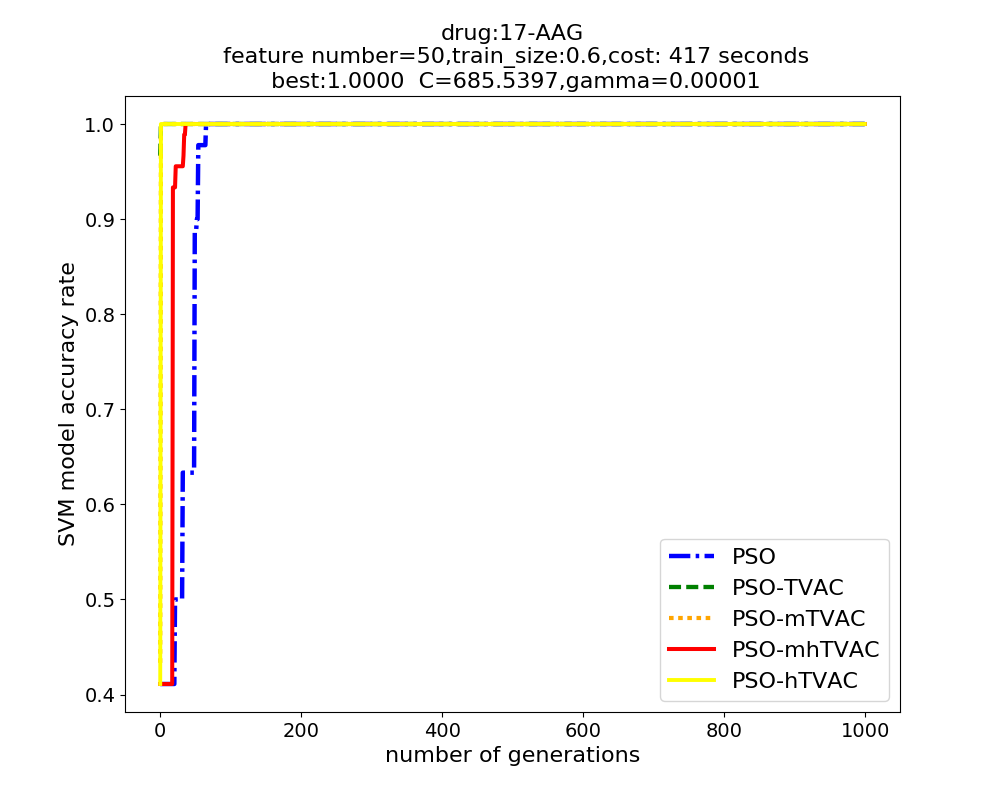 drug:17-AAG
feature number=50,train_size:0.6,cost: 417 seconds
best:1.0000  C=685.5397,gamma=0.00001
1.0
0.9
0.8
0.7
0.6
0.5
0.4
SVM model accuracy rate
PSO
PSO-TVAC
PSO-mTVAC
PSO-mhTVAC
PSO-hTVAC
0 200 400 600 800 1000
number of generations